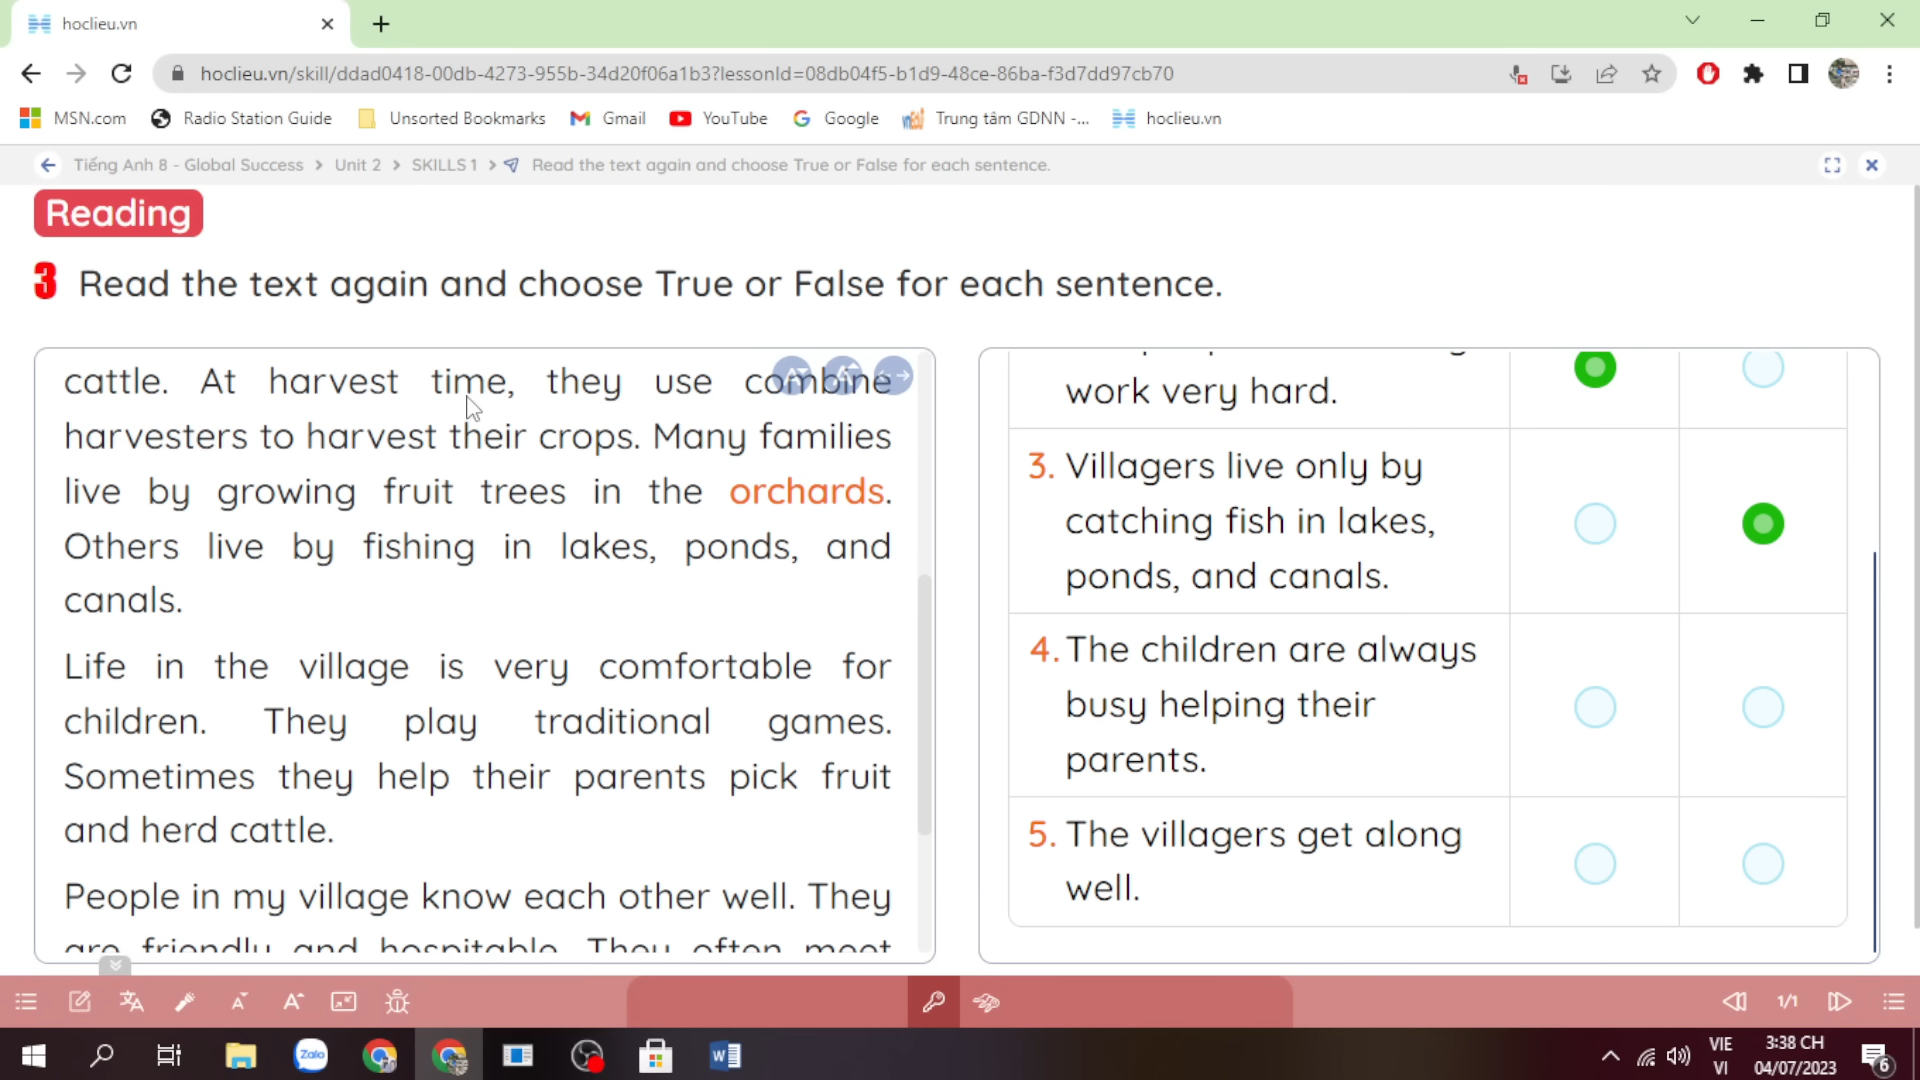 hoclieu.vn
hoclieu.vn/skill/ddad0418-00db-4273-955b-34d20f06a1b3?lessonId=08db04f5-b1d9-48ce-86ba-f3d7dd97cb70
MSN.com Radio Station Guide Unsorted Bookmarks Gmail YouTube Google Trung tâm GDNN -... hoclieu.vn
Tiếng Anh 8 - Global Success > Unit 2 > SKILLS 1 > Read the text again and choose True or False for each sentence.
Reading
3 Read the text again and choose True or False for each sentence.
cattle. At harvest time, they use combine
harvesters to harvest their crops. Many families
live by growing fruit trees in the orchards.
Others live by fishing in lakes, ponds, and
canals.
Life in the village is very comfortable for
children. They play traditional games.
Sometimes they help their parents pick fruit
and herd cattle.
People in my village know each other well. They
are friendly and hospitable. They often meet
work very hard.
3. Villagers live only by
catching fish in lakes,
ponds, and canals.
4. The children are always
busy helping their
parents.
5. The villagers get along
well.
1/1
Zalo
VIE
VI
3:38 CH
04/07/2023
6